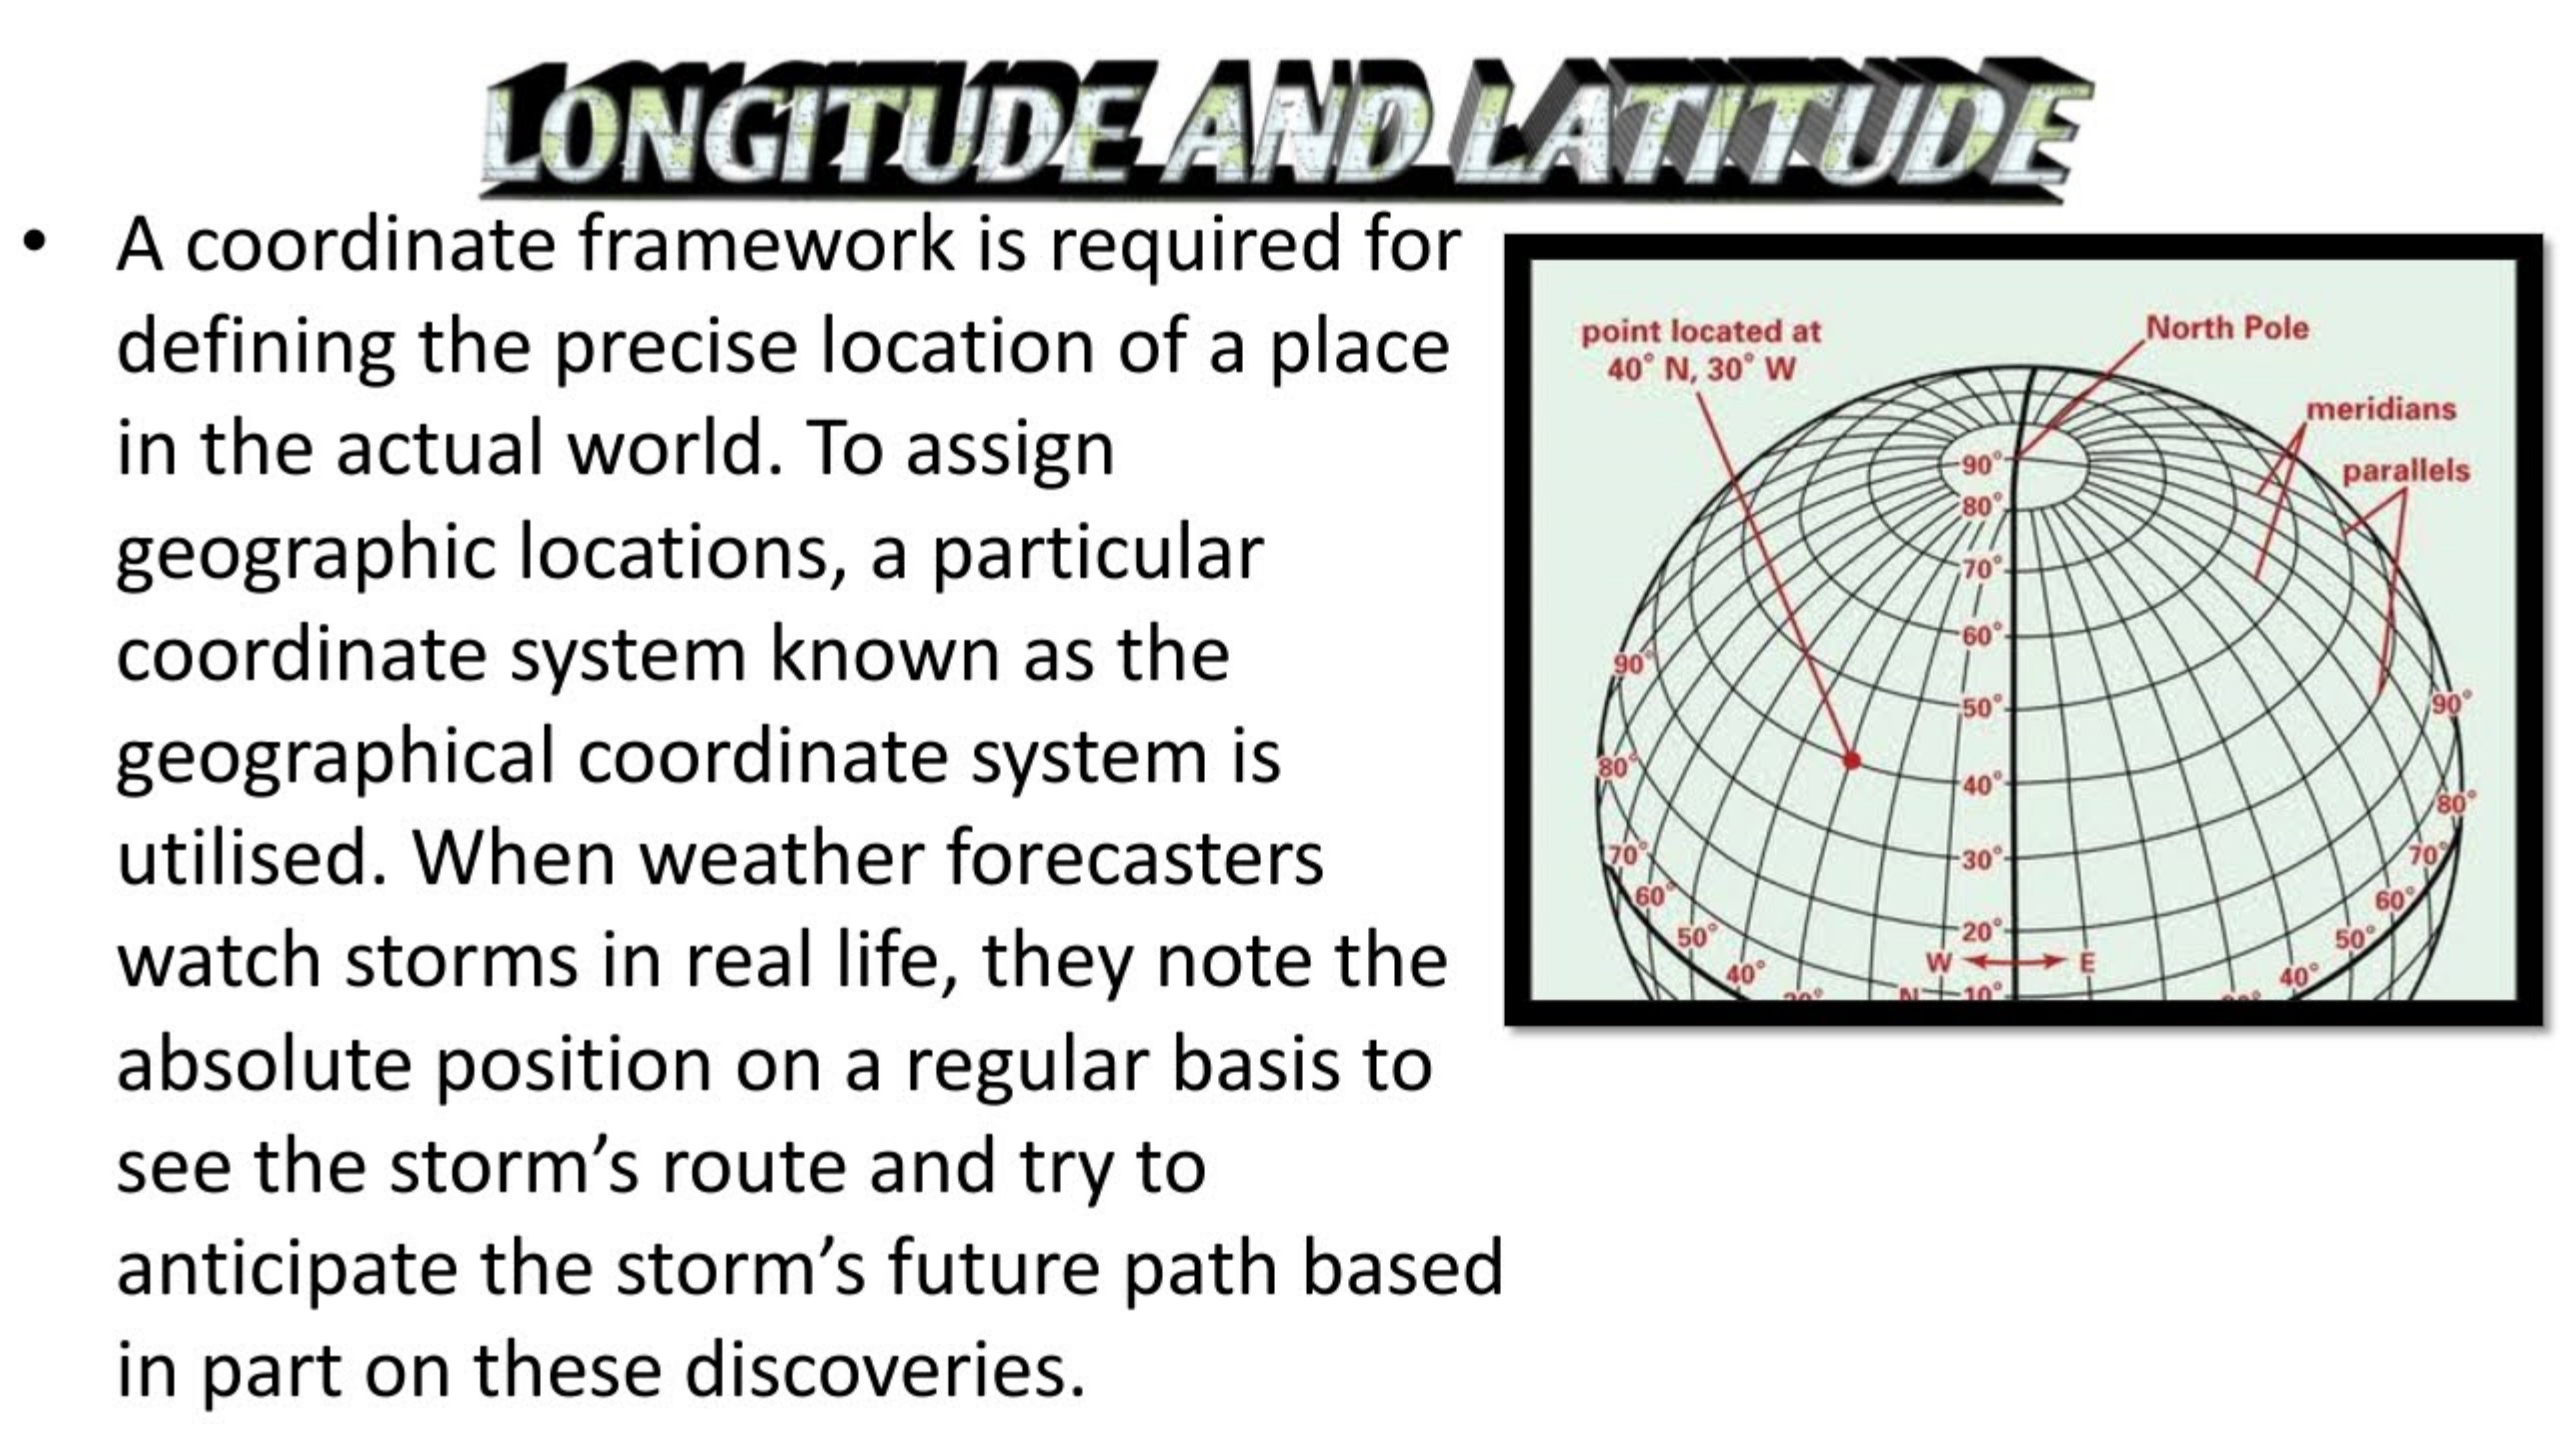 LONGITUDE AND LATITUDE
• A coordinate framework is required for
defining the precise location of a place
in the actual world. To assign
geographic locations, a particular
coordinate system known as the
geographical coordinate system is
utilised. When weather forecasters
watch storms in real life, they note the
absolute position on a regular basis to
see the storm’s route and try to
anticipate the storm’s future path based
in part on these discoveries.
point located at
40° N, 30° W
North Pole
meridians
parallels
90°
80°
70°
60°
50°
40°
30°
20°
10°
90°
80°
70°
60°
50°
40°
90°
80°
70°
60°
50°
40°
W E
N